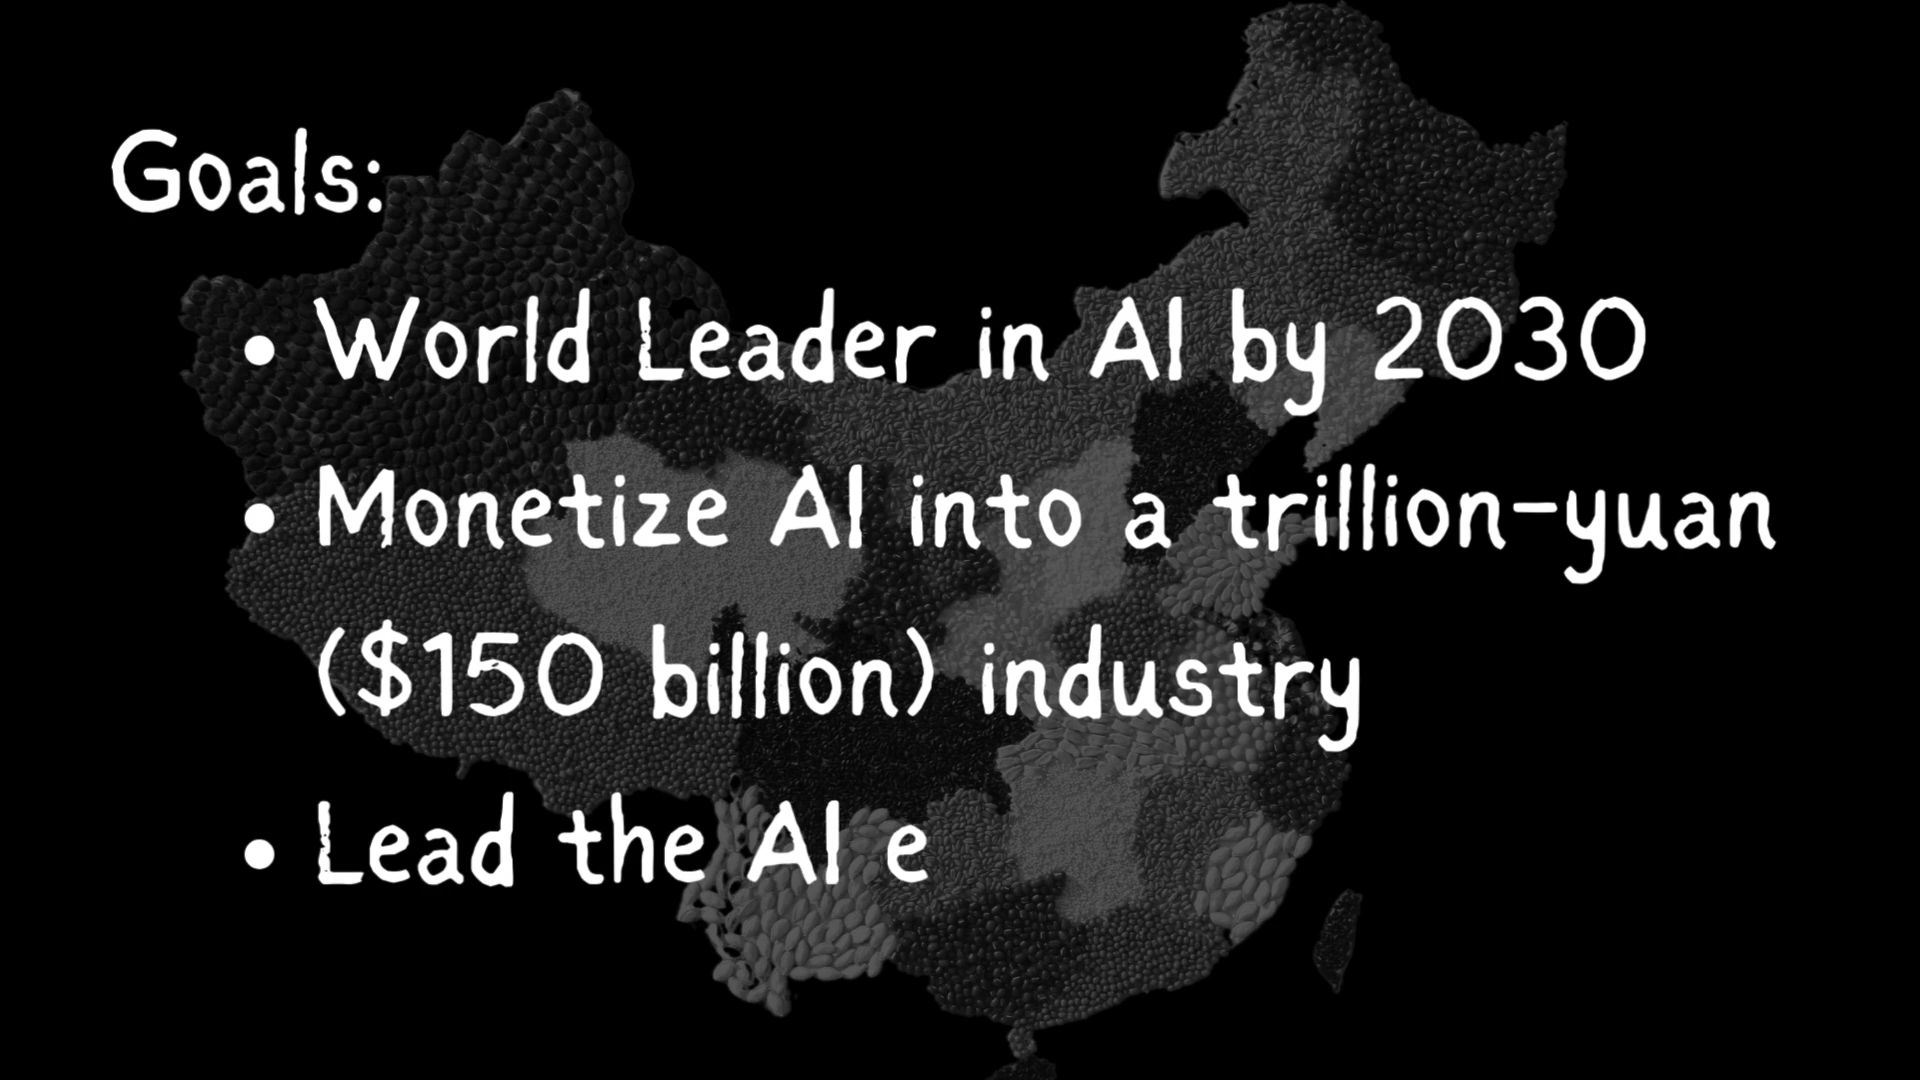 Goals:
• World Leader in AI by 2030
• Monetize AI into a trillion-yuan
($150 billion) industry
• Lead the AI e